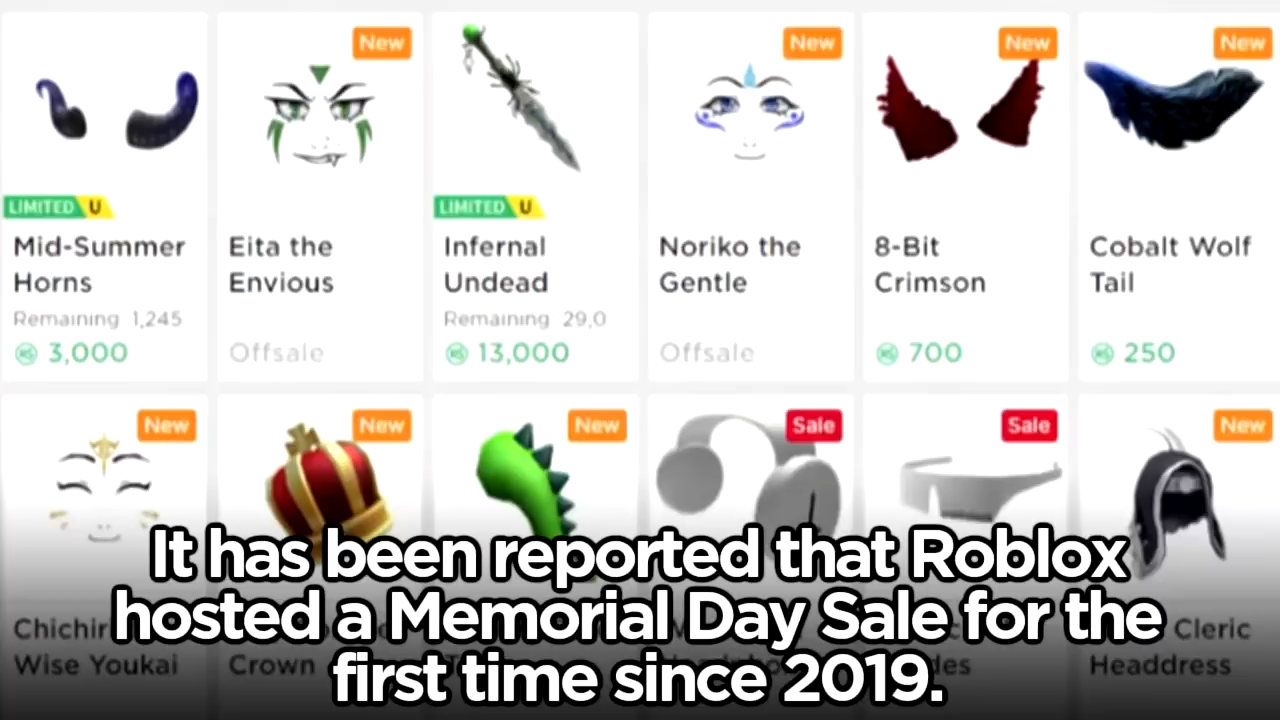 New
New
New
New
LIMITED U
LIMITED U
Mid-Summer
Horns
Eita the
Envious
Infernal
Undead
Noriko the
Gentle
8-Bit
Crimson
Cobalt Wolf
Tail
Remaining 1,245
Remaining 29,0
3,000
Offsale
13,000
Offsale
700
250
New
New
New
Sale
Sale
New
It has been reported that Roblox
hosted a Memorial Day Sale for the
first time since 2019.
Wise Youkai
Crown
Cleric
Headdress